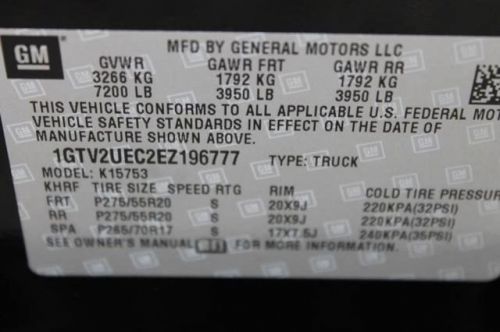 GM
MFD BY GENERAL MOTORS LLC
GVWR GAWR FRT GAWR RR
3266 KG 1792 KG 1792 KG
7200 LB 3950 LB 3950 LB
THIS VEHICLE CONFORMS TO ALL APPLICABLE U.S. FEDERAL MOT
VEHICLE SAFETY STANDARDS IN EFFECT ON THE DATE OF
MANUFACTURE SHOWN ABOVE.
1GTV2UEC2EZ196777 TYPE: TRUCK
MODEL: K15753
KHRF TIRE SIZE SPEED RTG RIM COLD TIRE PRESSUR
FRT P275/55R20 S 20X9J 220KPA(32PSI)
RR P275/55R20 S 20X9J 220KPA(32PSI)
SPA P265/70R17 S 17X7.5J 240KPA(35PSI)
SEE OWNER'S MANUAL FOR MORE INFORMATION.